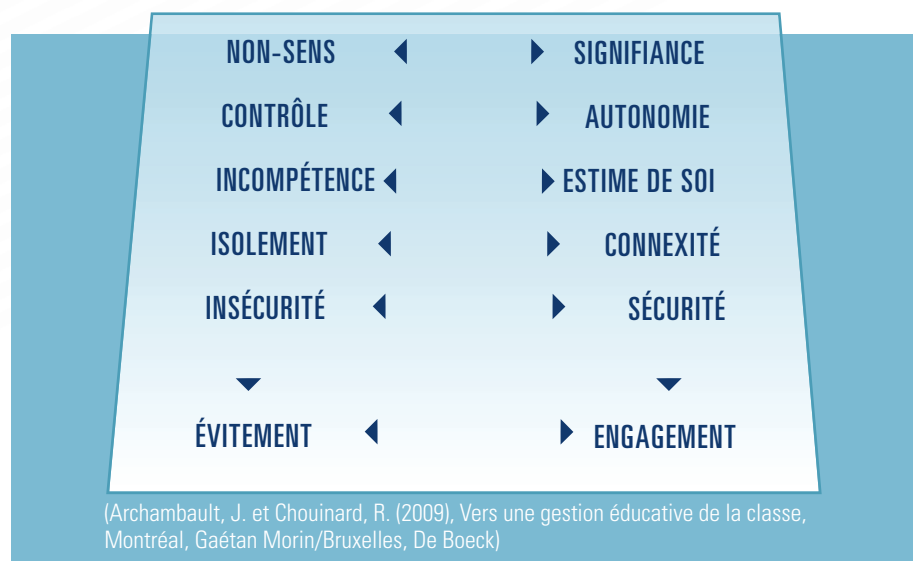 NON-SENS SIGNIFIANCE
CONTRÔLE AUTONOMIE
INCOMPÉTENCE ESTIME DE SOI
ISOLEMENT CONNEXITÉ
INSÉCURITÉ SÉCURITÉ
ÉVITEMENT ENGAGEMENT
(Archambault, J. et Chouinard, R. (2009), Vers une gestion éducative de la classe,
Montréal, Gaétan Morin/Bruxelles, De Boeck)